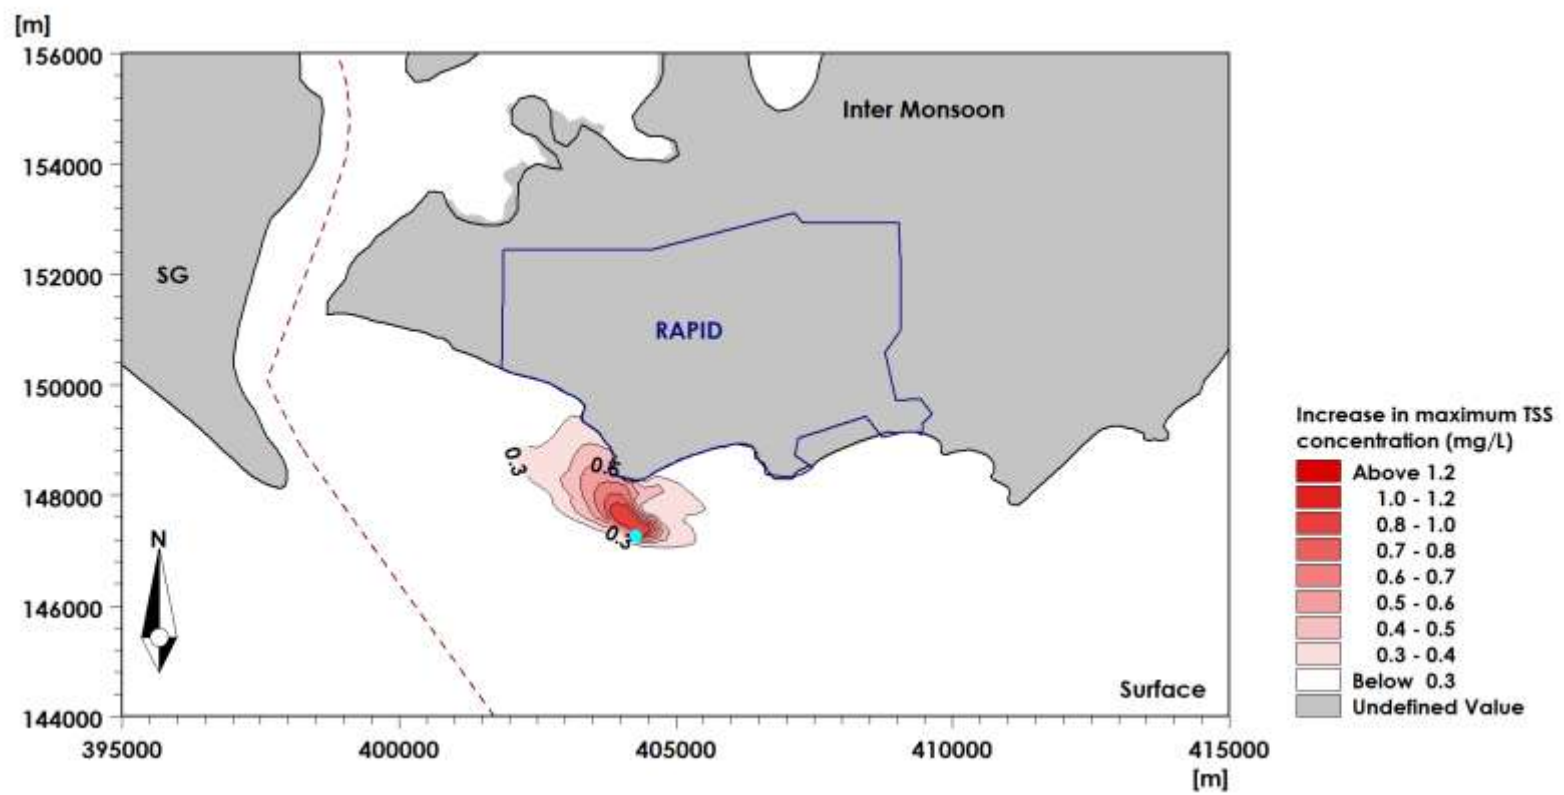 [m]
156000
154000
152000
150000
148000
146000
144000
395000
400000
405000
410000
415000
[m]
Inter Monsoon
SG
RAPID
0.3
0.6
0.3
N
Surface
Increase in maximum TSS
concentration (mg/L)
Above 1.2
1.0 - 1.2
0.8 - 1.0
0.7 - 0.8
0.6 - 0.7
0.5 - 0.6
0.4 - 0.5
0.3 - 0.4
Below 0.3
Undefined Value